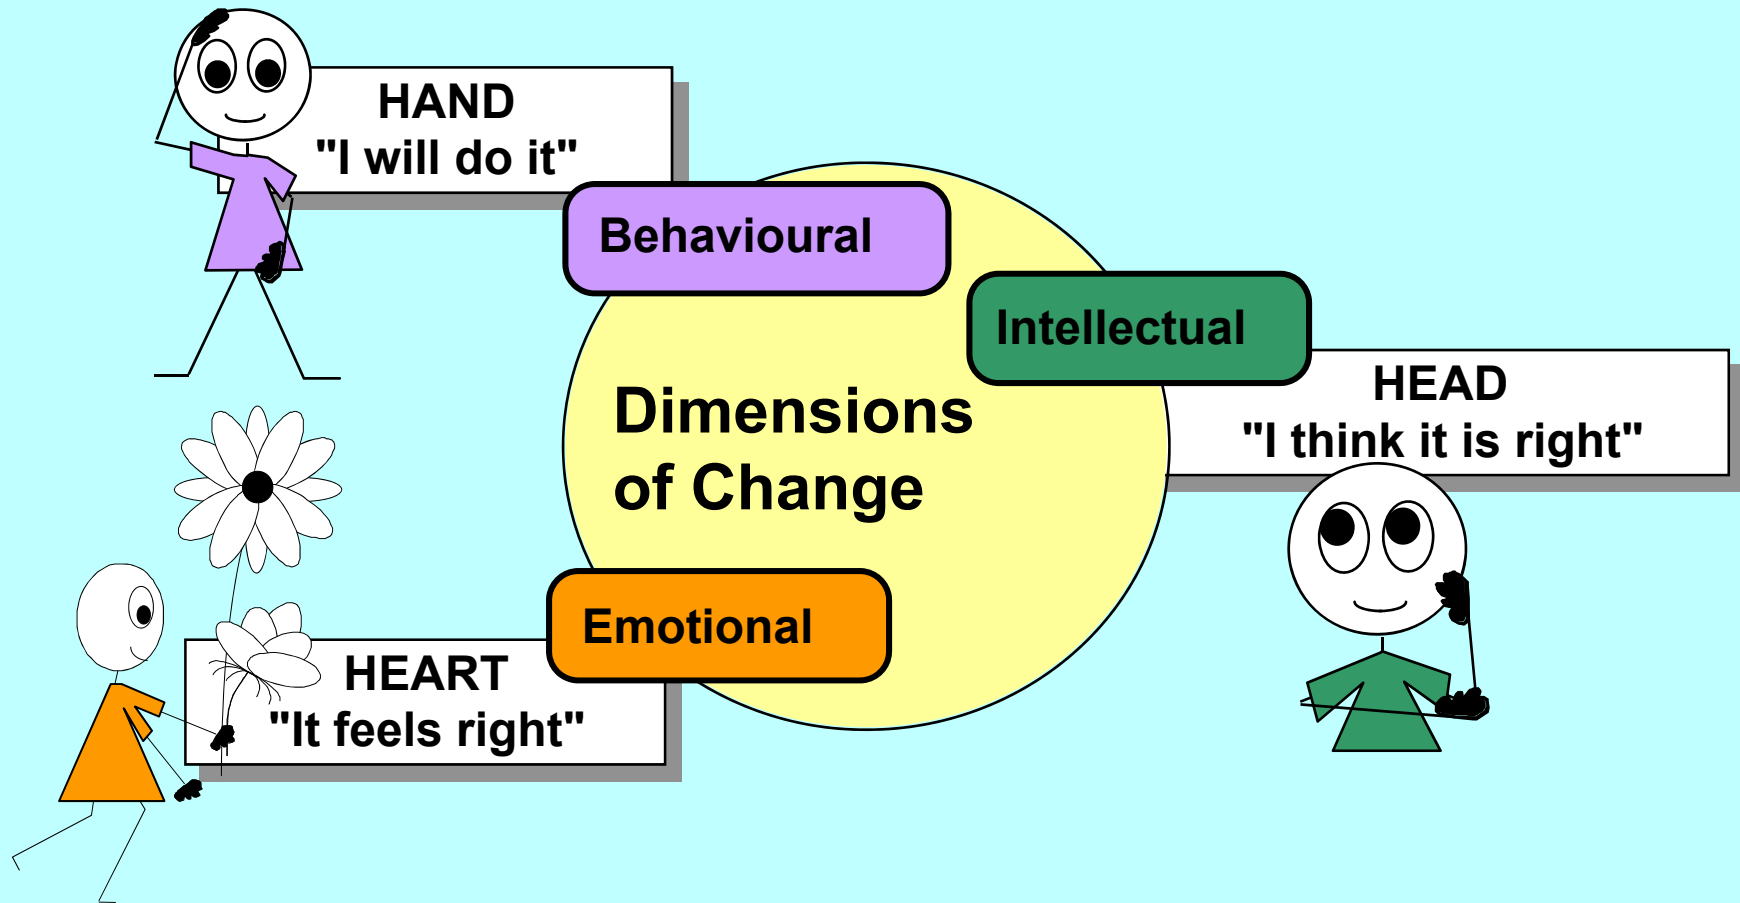 HAND
"I will do it"
Behavioural
Intellectual
HEAD
"I think it is right"
Dimensions
of Change
Emotional
HEART
"It feels right"